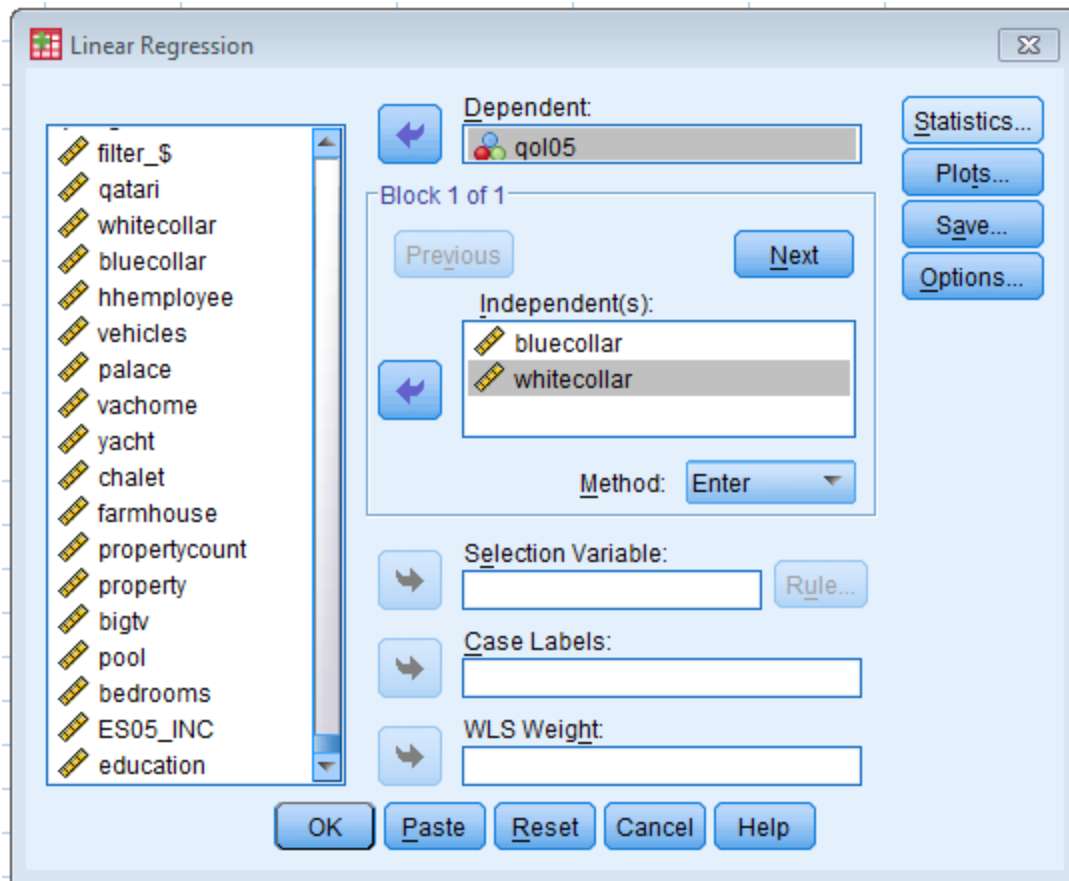 Linear Regression
filter_$
qatari
whitecollar
bluecollar
hhemployee
vehicles
palace
vachome
yacht
chalet
farmhouse
propertycount
property
bigtv
pool
bedrooms
ES05_INC
education
Dependent:
qol05
Block 1 of 1
Previous
Next
Independent(s):
bluecollar
whitecollar
Method: Enter
Selection Variable:
Rule...
Case Labels:
WLS Weight:
Statistics...
Plots...
Save...
Options...
OK Paste Reset Cancel Help